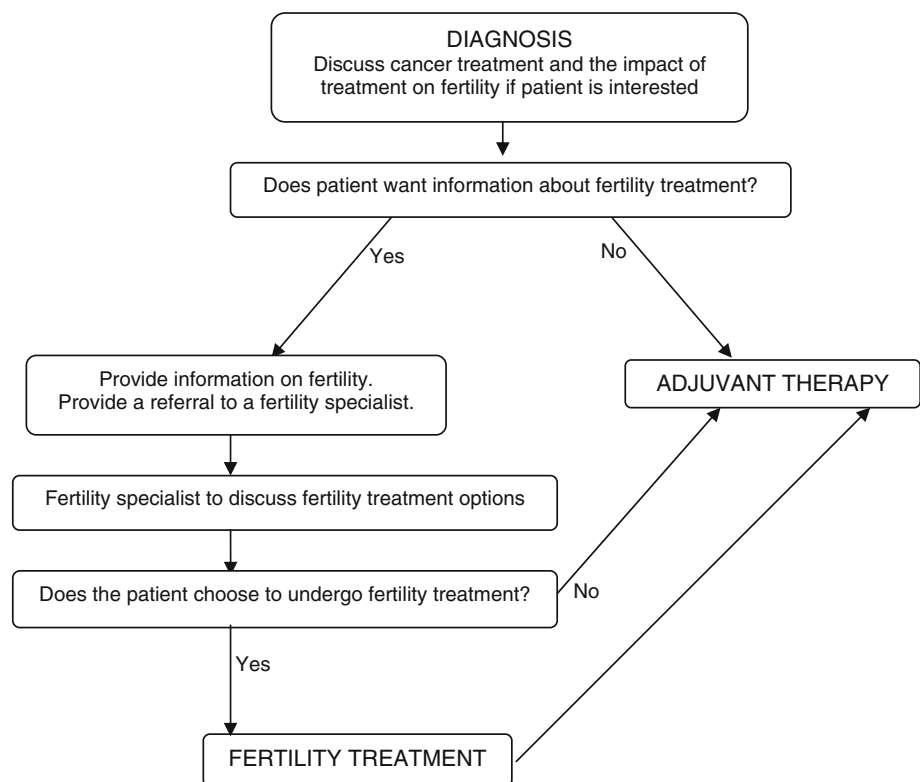 DIAGNOSIS
Discuss cancer treatment and the impact of
treatment on fertility if patient is interested
Does patient want information about fertility treatment?
Yes
No
Provide information on fertility.
Provide a referral to a fertility specialist.
ADJUVANT THERAPY
Fertility specialist to discuss fertility treatment options
Does the patient choose to undergo fertility treatment?
No
Yes
FERTILITY TREATMENT